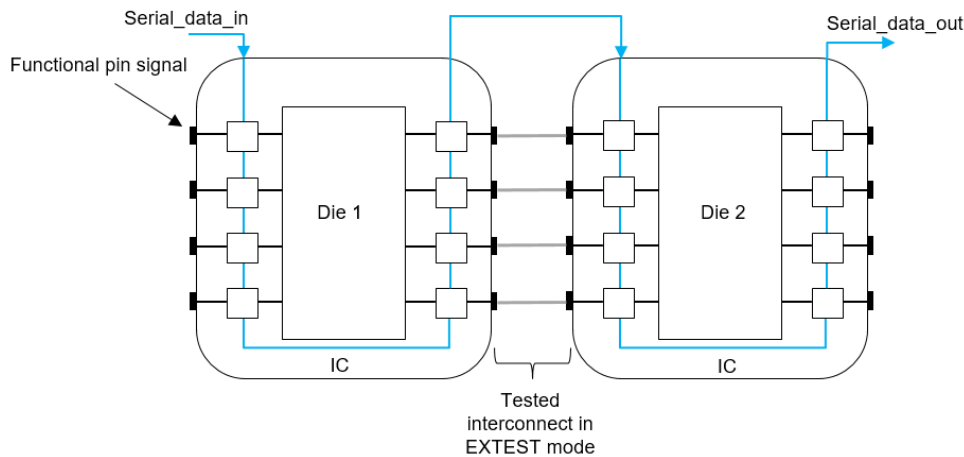 Serial_data_in
Serial_data_out
Functional pin signal
Die 1
Die 2
IC
IC
Tested
interconnect in
EXTEST mode